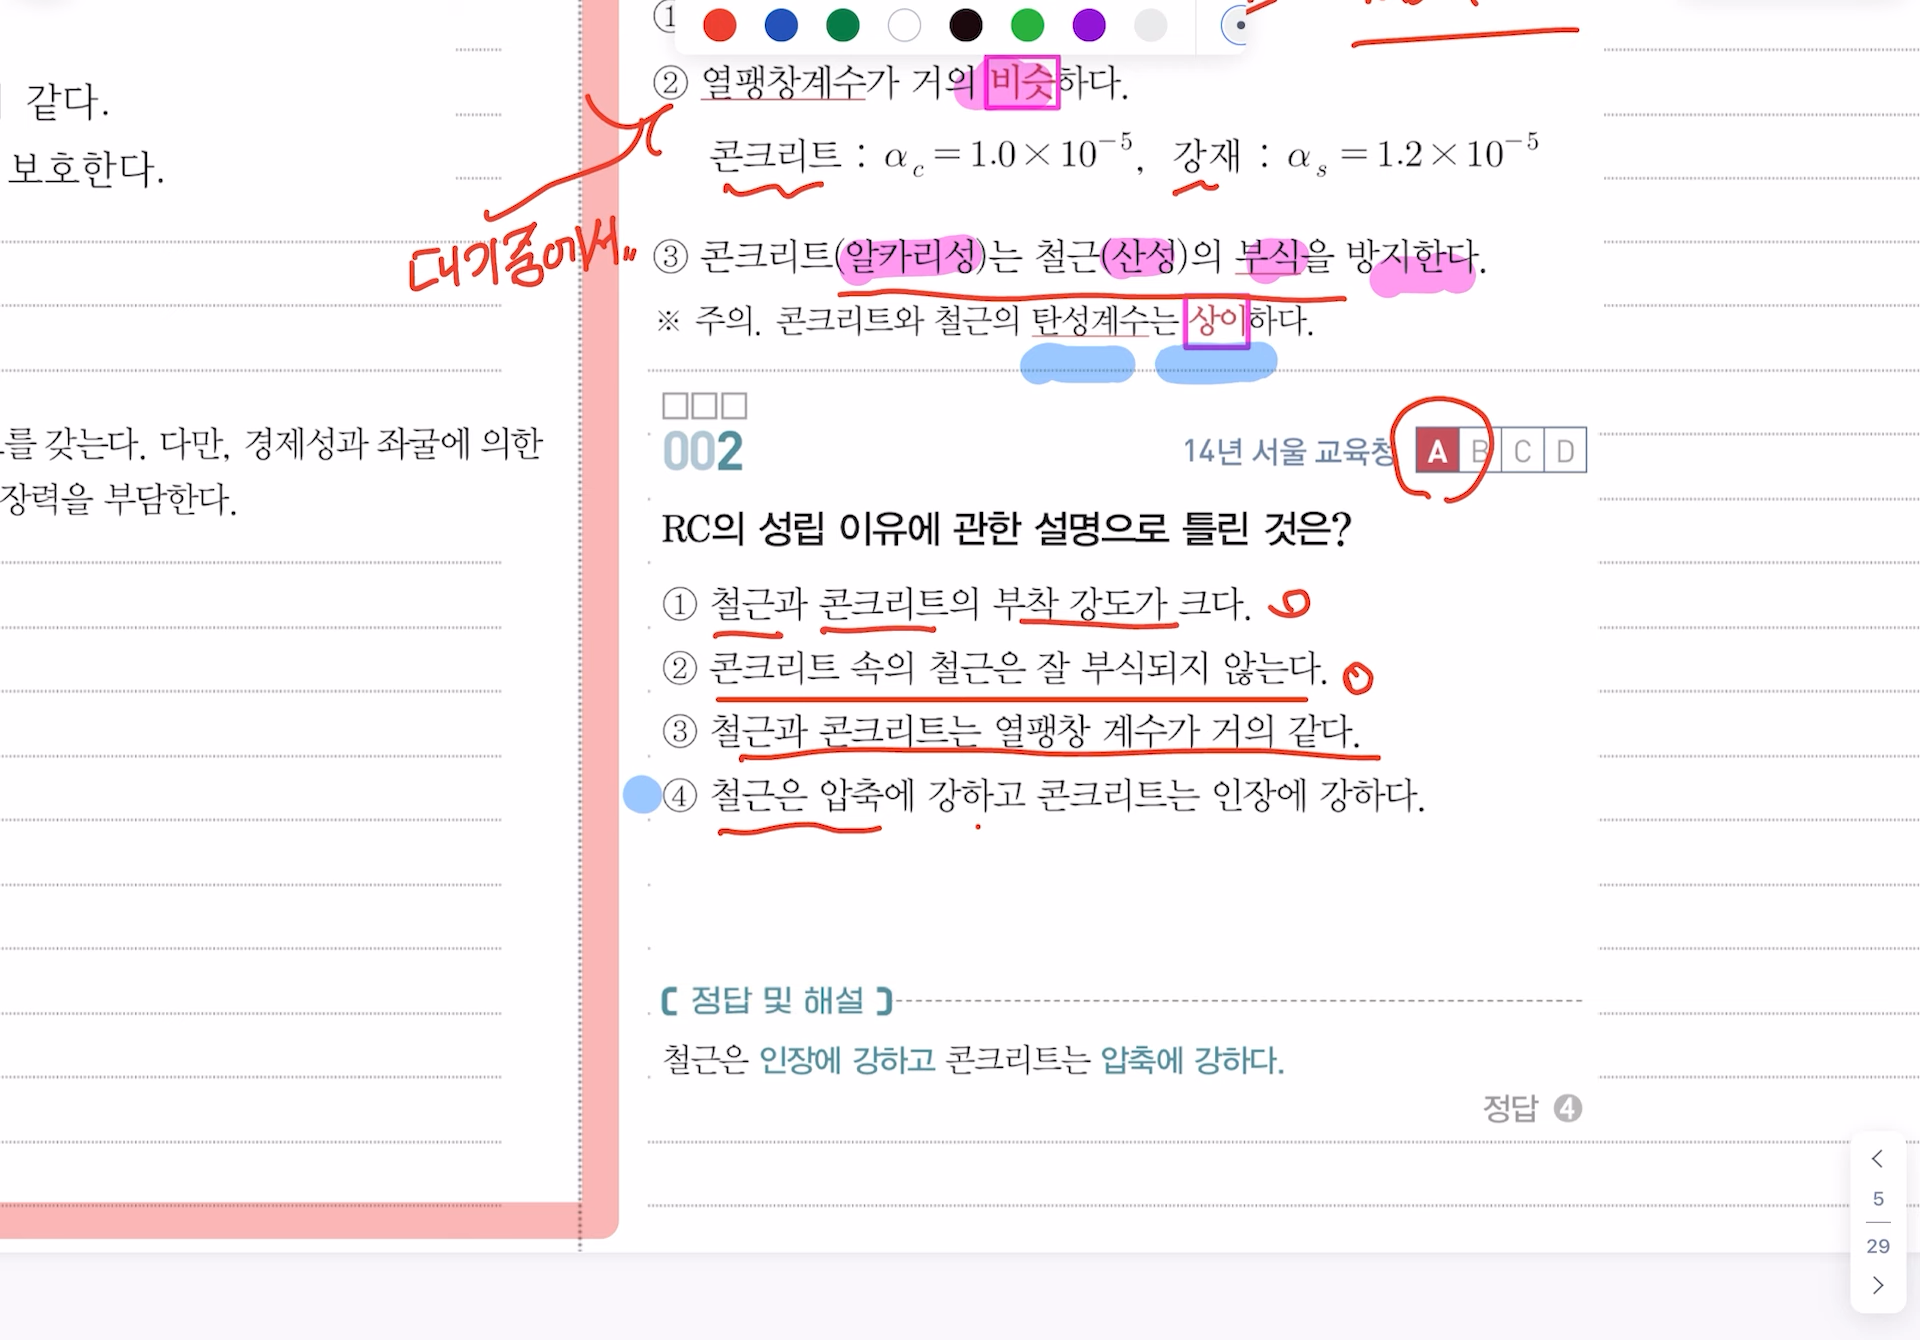 ①
② 열팽창계수가 거의 비슷하다.
콘크리트 : α_c = 1.0×10⁻⁵, 강재 : α_s = 1.2×10⁻⁵
③ 콘크리트(알카리성)는 철근(산성)의 부식을 방지한다.
※ 주의. 콘크리트와 철근의 탄성계수는 상이하다.
같다.
보호한다.
대기중에서..
를 갖는다. 다만, 경제성과 좌굴에 의한
장력을 부담한다.
002
14년 서울 교육청 A B C D
RC의 성립 이유에 관한 설명으로 틀린 것은?
① 철근과 콘크리트의 부착 강도가 크다.
② 콘크리트 속의 철근은 잘 부식되지 않는다.
③ 철근과 콘크리트는 열팽창 계수가 거의 같다.
④ 철근은 압축에 강하고 콘크리트는 인장에 강하다.
【 정답 및 해설 】
철근은 인장에 강하고 콘크리트는 압축에 강하다.
정답 ④
5
29